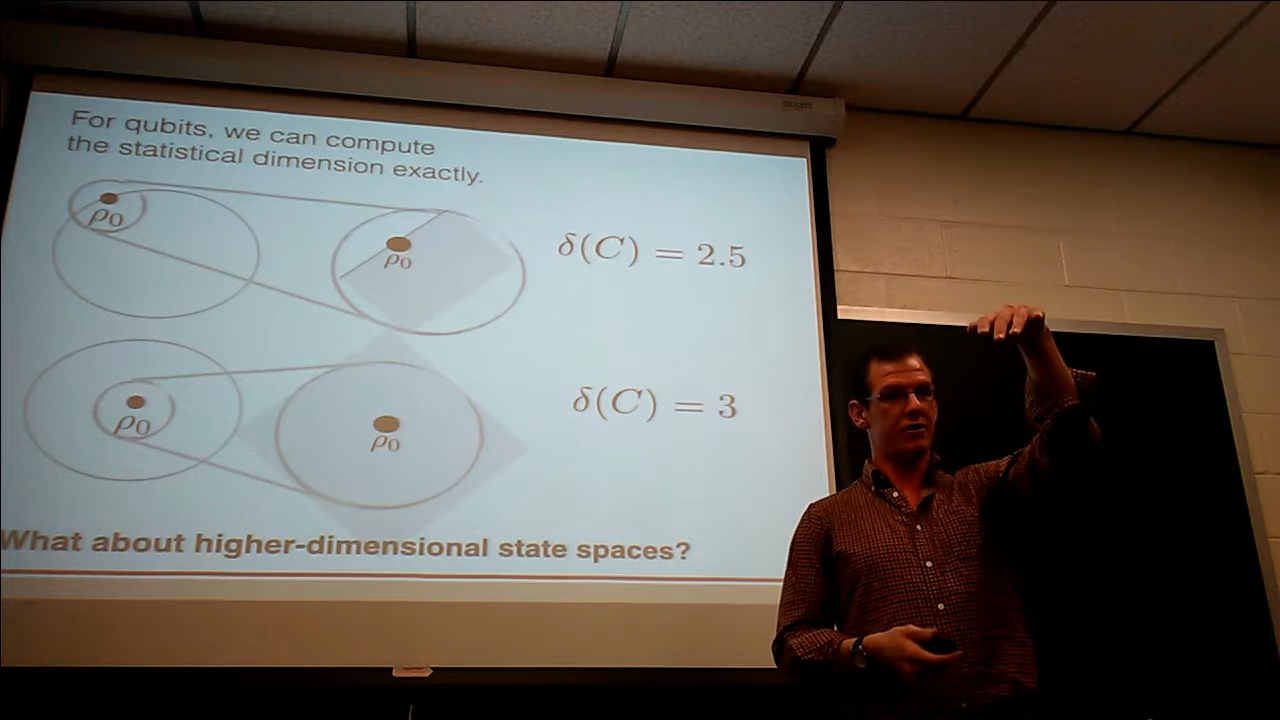 For qubits, we can compute
the statistical dimension exactly.
ρ₀
ρ₀
δ(C) = 2.5
ρ₀
ρ₀
δ(C) = 3
What about higher-dimensional state spaces?